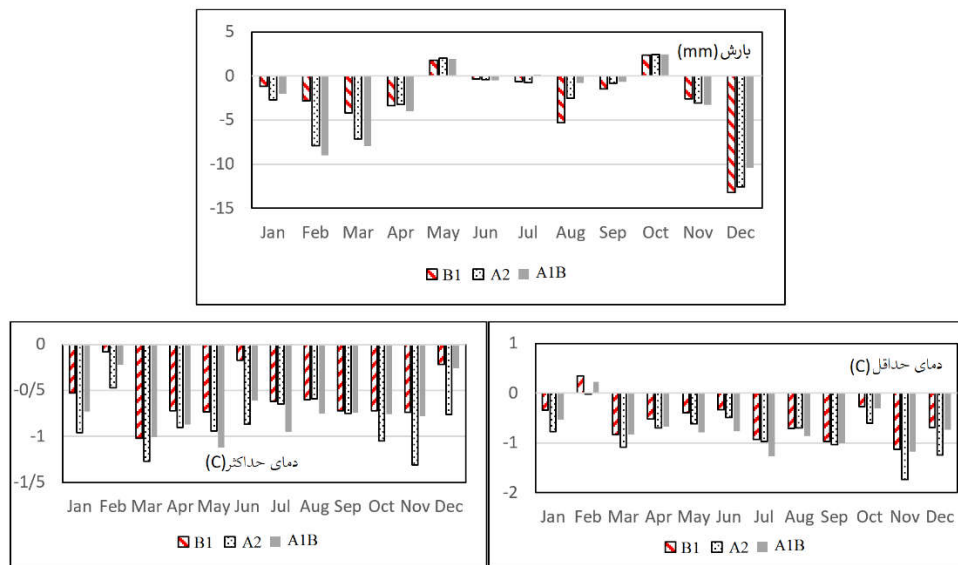 بارش (mm)
5
0
-5
-10
-15
Jan Feb Mar Apr May Jun Jul Aug Sep Oct Nov Dec
B1 A2 A1B
0
-0/5
-1
-1/5
دمای حداکثر(C)
Jan Feb Mar Apr May Jun Jul Aug Sep Oct Nov Dec
B1 A2 A1B
دمای حداقل (C)
1
0
-1
-2
Jan Feb Mar Apr May Jun Jul Aug Sep Oct Nov Dec
B1 A2 A1B